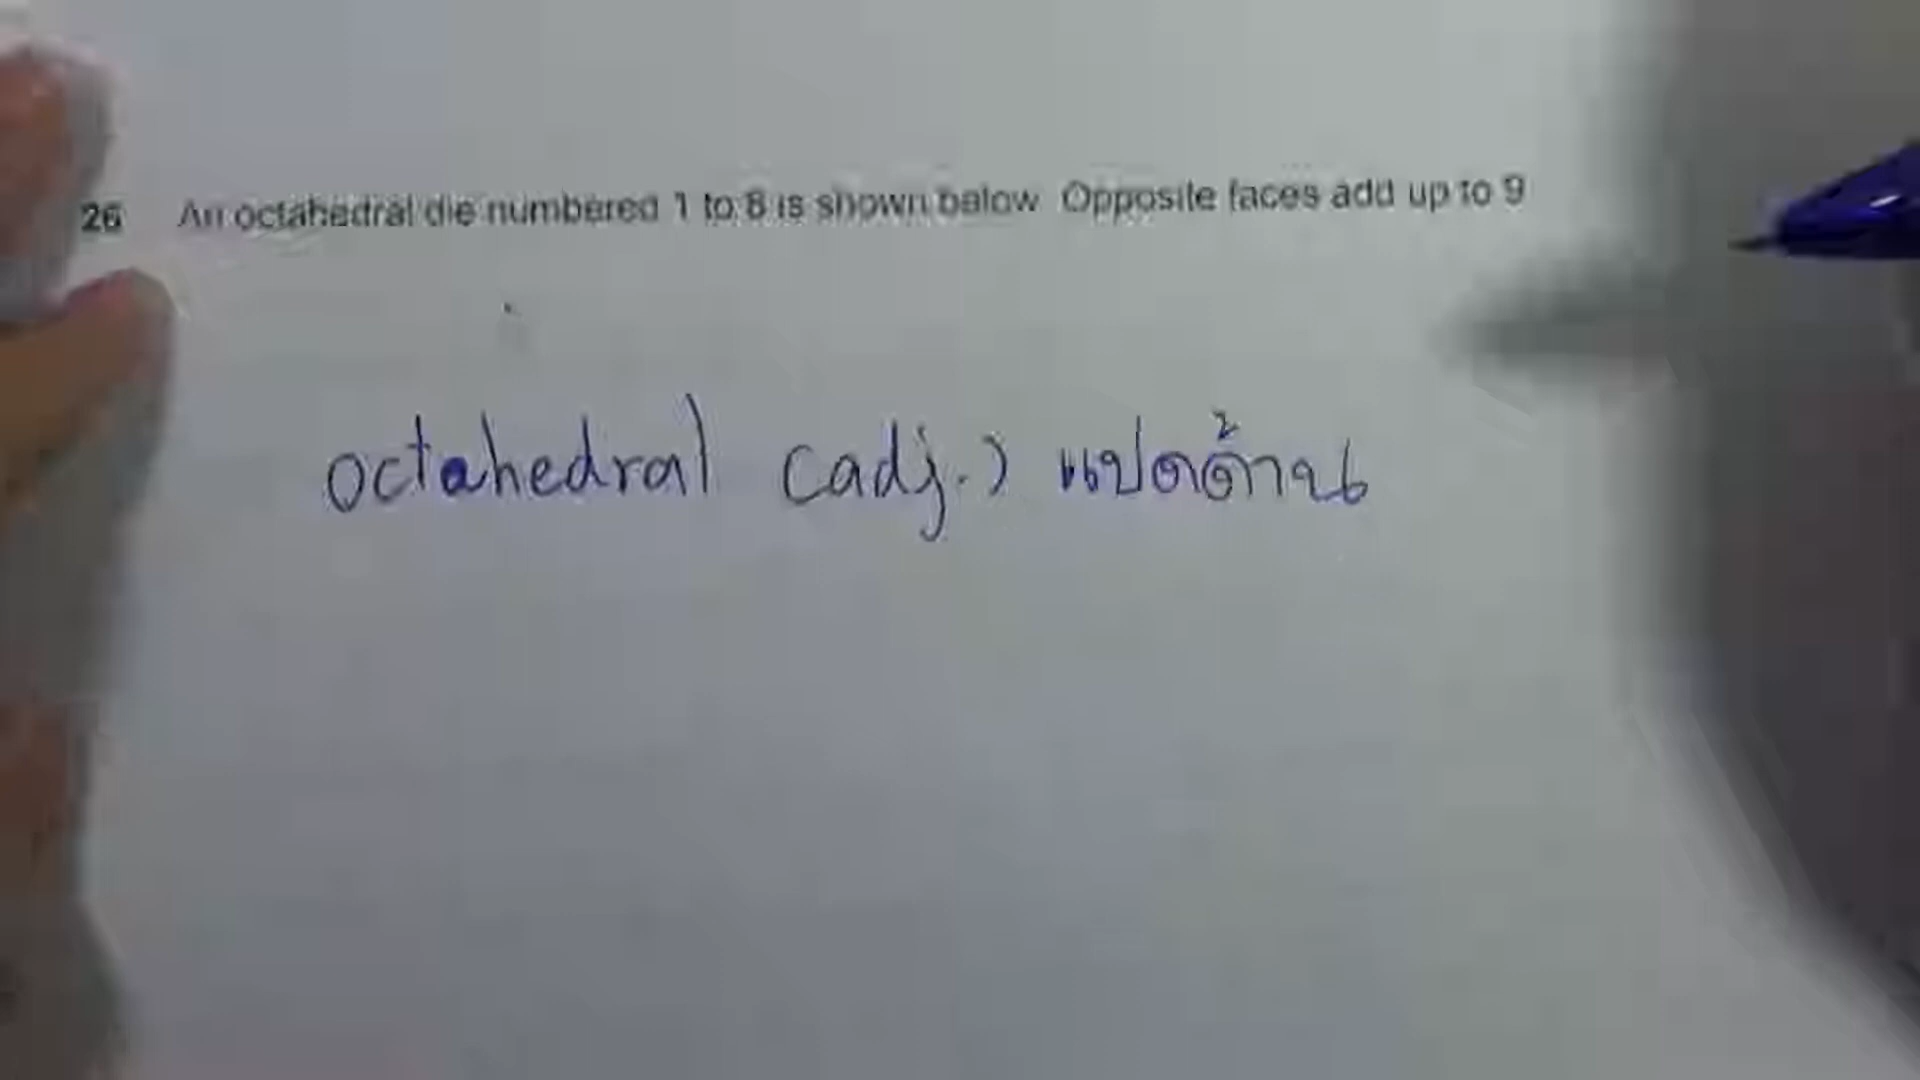 26 An octahedral die numbered 1 to 8 is shown below Opposite faces add up to 9
octahedral (adj.) แปดด้าน